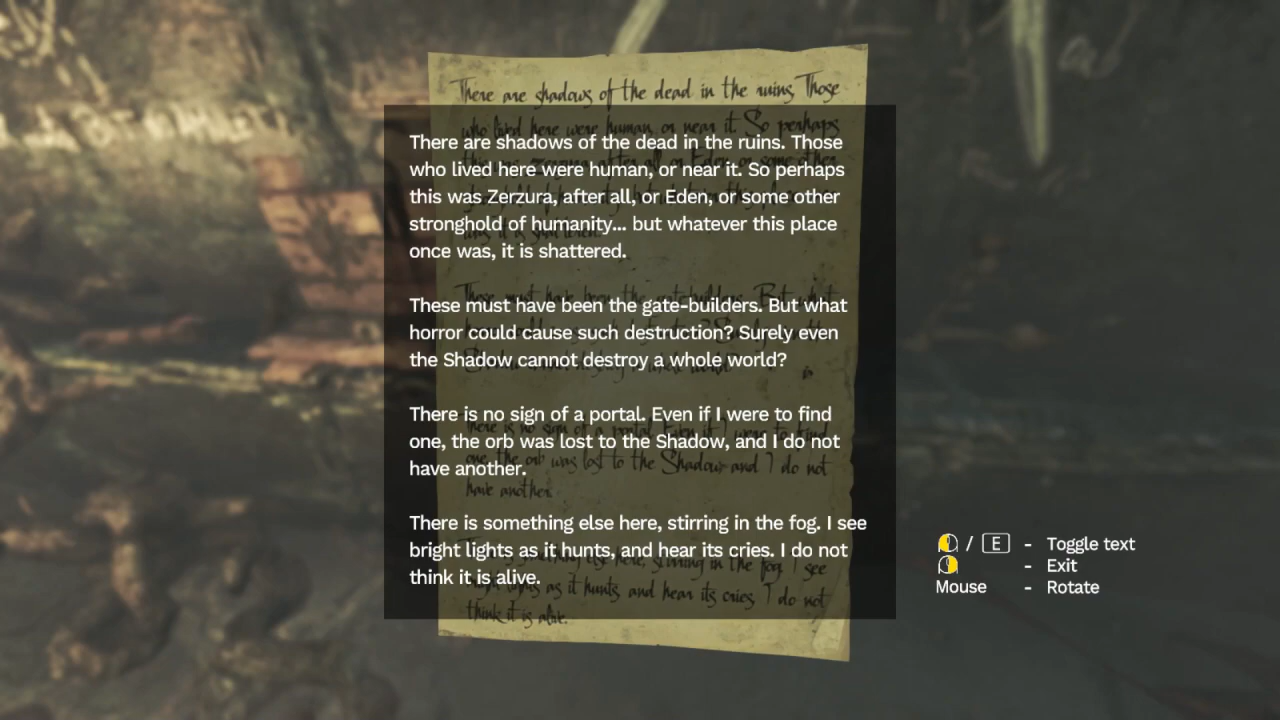 There are shadows of the dead in the ruins. Those
who lived here were human, or near it. So perhaps
this was Zerzura, after all, or Eden, or some other
stronghold of humanity... but whatever this place
once was, it is shattered.
These must have been the gate-builders. But what
horror could cause such destruction? Surely even
the Shadow cannot destroy a whole world?
There is no sign of a portal. Even if I were to find
one, the orb was lost to the Shadow, and I do not
have another.
There is something else here, stirring in the fog. I see
bright lights as it hunts, and hear its cries. I do not
think it is alive.
/ E - Toggle text
- Exit
Mouse - Rotate